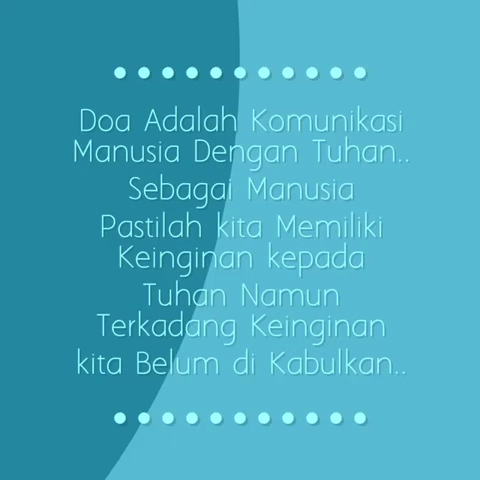 Doa Adalah Komunikasi
Manusia Dengan Tuhan..
Sebagai Manusia
Pastilah kita Memiliki
Keinginan kepada
Tuhan Namun
Terkadang Keinginan
kita Belum di Kabulkan..